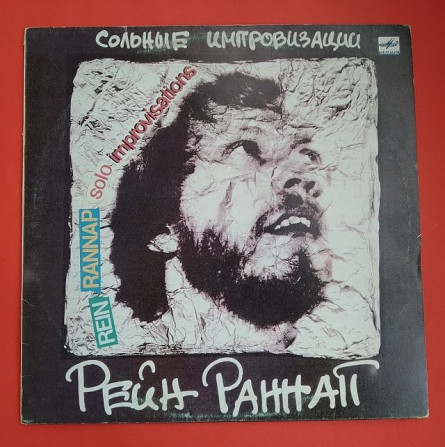 СОЛЬНЫЕ ИМПРОВИЗАЦИИ
REIN RANNAP solo improvisations
РЕЙН РАННАП